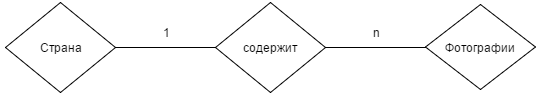 Страна
1
содержит
n
Фотографии